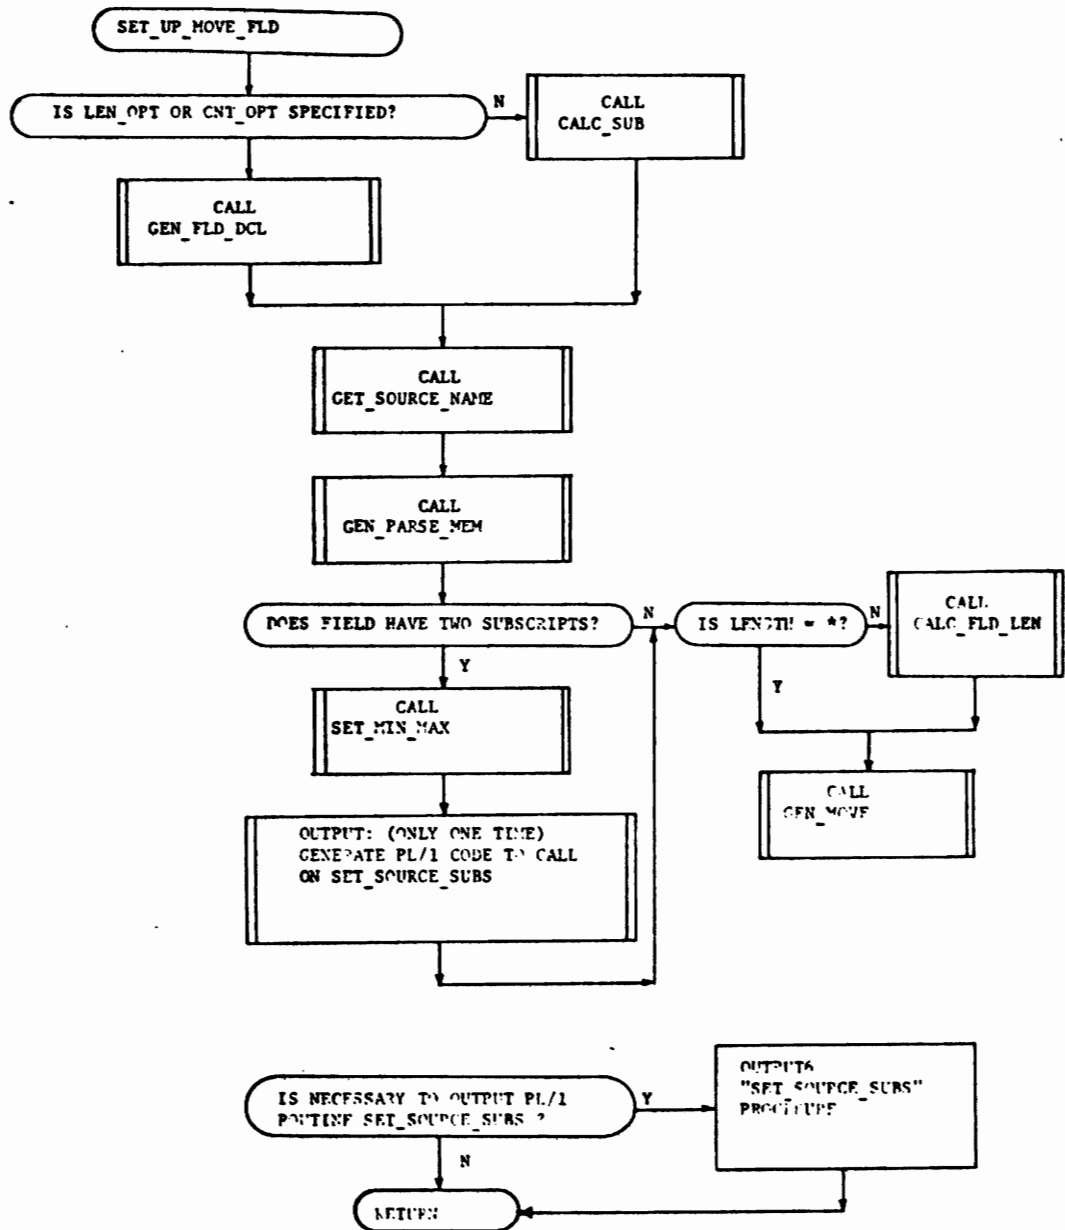 SET_UP_MOVE_FLD
IS LEN_OPT OR CNT_OPT SPECIFIED?
N
CALL
CALC_SUB
CALL
GEN_FLD_DCL
CALL
GET_SOURCE_NAME
CALL
GEN_PARSE_MEM
DOES FIELD HAVE TWO SUBSCRIPTS?
N
IS LENGTH = *?
N
CALL
CALC_FLD_LEN
Y
Y
CALL
SET_MIN_MAX
CALL
GEN_MOVE
OUTPUT: (ONLY ONE TIME)
GENERATE PL/1 CODE TO CALL
ON SET_SOURCE_SUBS
IS NECESSARY TO OUTPUT PL/1
ROUTINE SET_SOURCE_SUBS ?
Y
OUTPUT6
"SET_SOURCE_SUBS"
PROCEDURE
N
RETURN